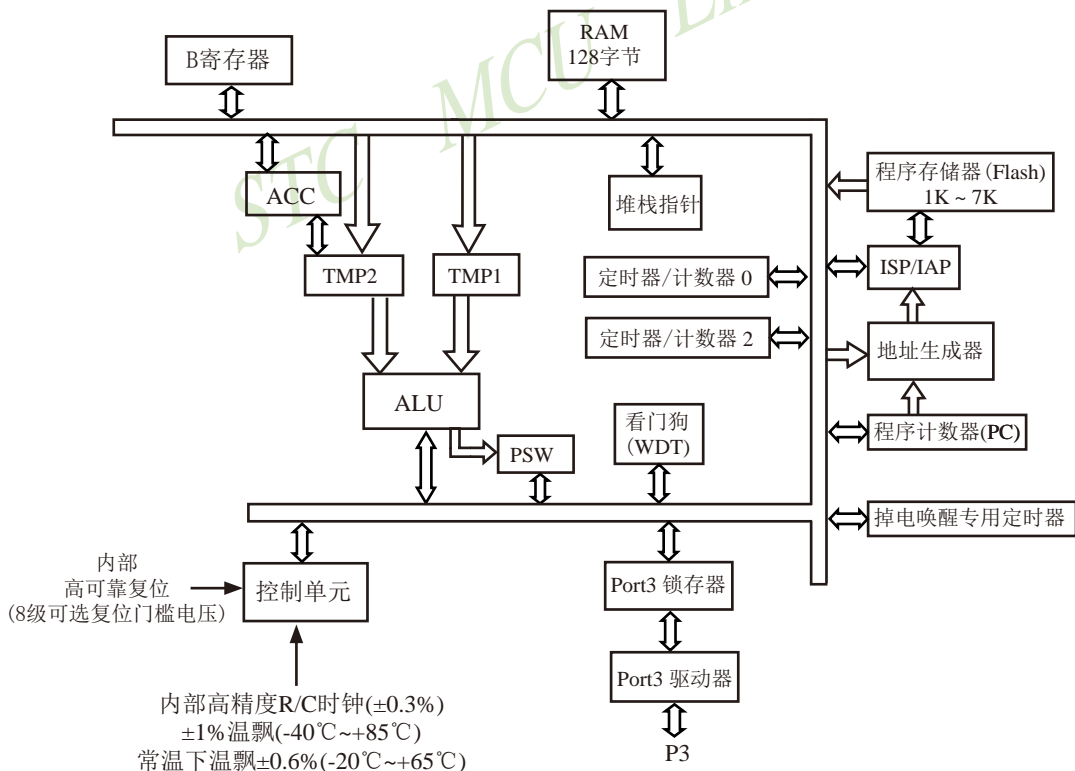 STC MCU Li
B寄存器
RAM
128字节
ACC
堆栈指针
程序存储器(Flash)
1K ~ 7K
TMP2
TMP1
定时器/计数器 0
ISP/IAP
定时器/计数器 2
地址生成器
ALU
看门狗
(WDT)
PSW
程序计数器(PC)
掉电唤醒专用定时器
内部
高可靠复位
(8级可选复位门槛电压)
控制单元
Port3 锁存器
Port3 驱动器
内部高精度R/C时钟(±0.3%)
±1%温飘(-40℃~+85℃)
常温下温飘±0.6%(-20℃~+65℃)
P3